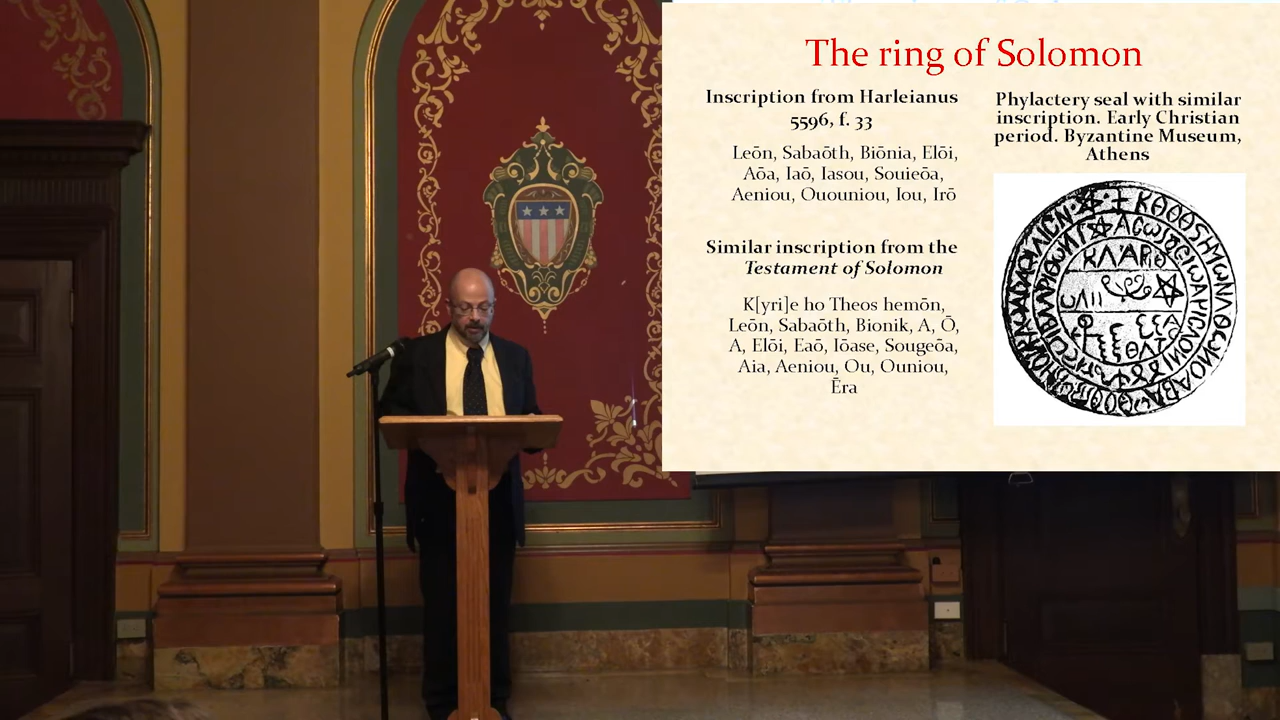 The ring of Solomon
Inscription from Harleianus
5596, f. 33
Leōn, Sabaōth, Biōnia, Elōi,
Aōa, Iaō, Iasou, Souieōa,
Aeniou, Ououniou, Iou, Irō
Similar inscription from the
Testament of Solomon
K[yri]e ho Theos hemōn,
Leōn, Sabaōth, Bionik, A, Ō,
A, Elōi, Eaō, Iōase, Sougeōa,
Aia, Aeniou, Ou, Ouniou,
Ēra
Phylactery seal with similar
inscription. Early Christian
period. Byzantine Museum,
Athens